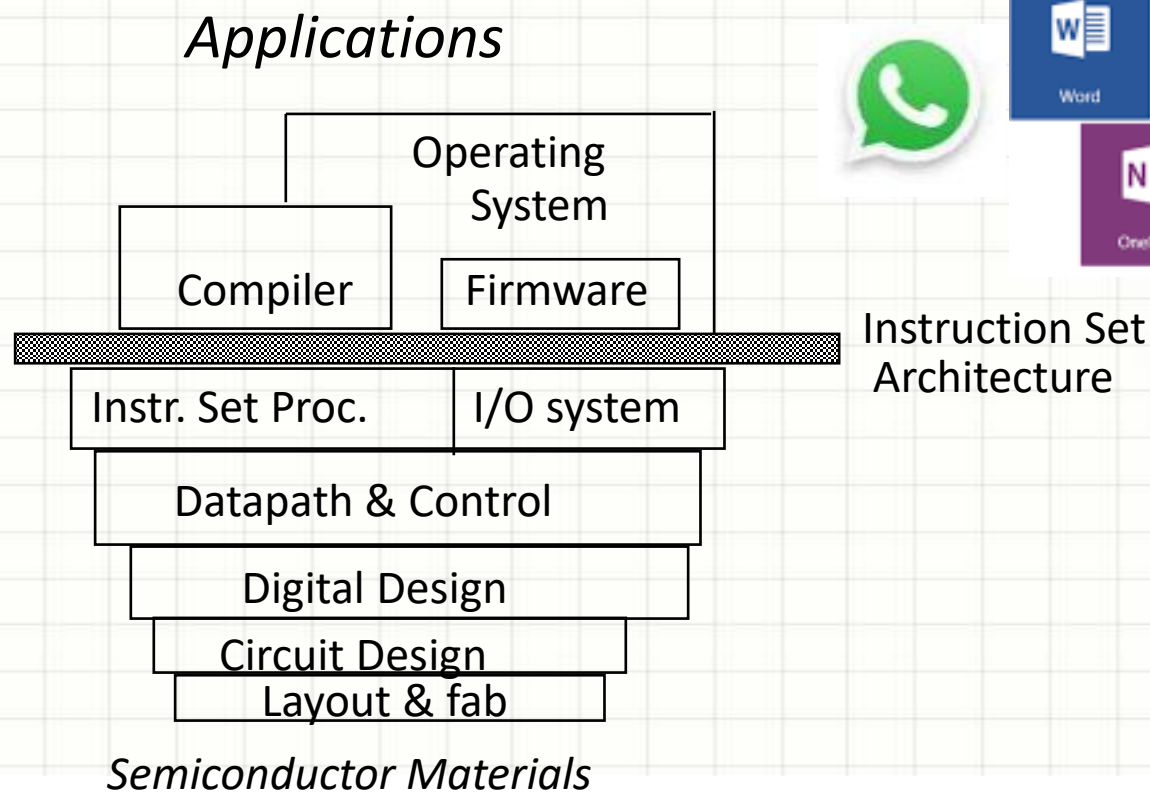 Applications
W
Word
N
Operating
System
Compiler
Firmware
Instruction Set
Architecture
Instr. Set Proc.
I/O system
Datapath & Control
Digital Design
Circuit Design
Layout & fab
Semiconductor Materials